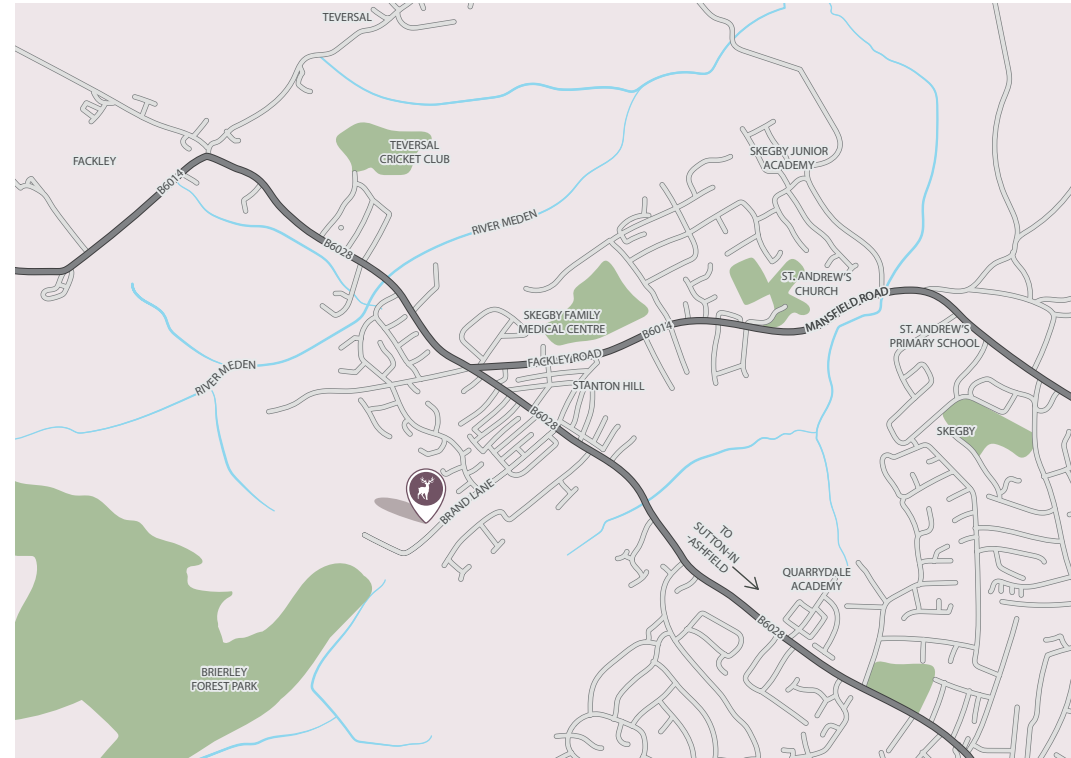 TEVERSAL
FACKLEY
TEVERSAL
CRICKET CLUB
SKEGBY JUNIOR
ACADEMY
B6014
RIVER MEDEN
B6028
ST. ANDREW'S
CHURCH
MANSFIELD ROAD
SKEGBY FAMILY
MEDICAL CENTRE
B6014
ST. ANDREW'S
PRIMARY SCHOOL
FACKLEY ROAD
RIVER MEDEN
STANTON HILL
B6028
SKEGBY
BRAND LANE
TO
SUTTON-IN
-ASHFIELD
QUARRYDALE
ACADEMY
B6028
BRIERLEY
FOREST PARK